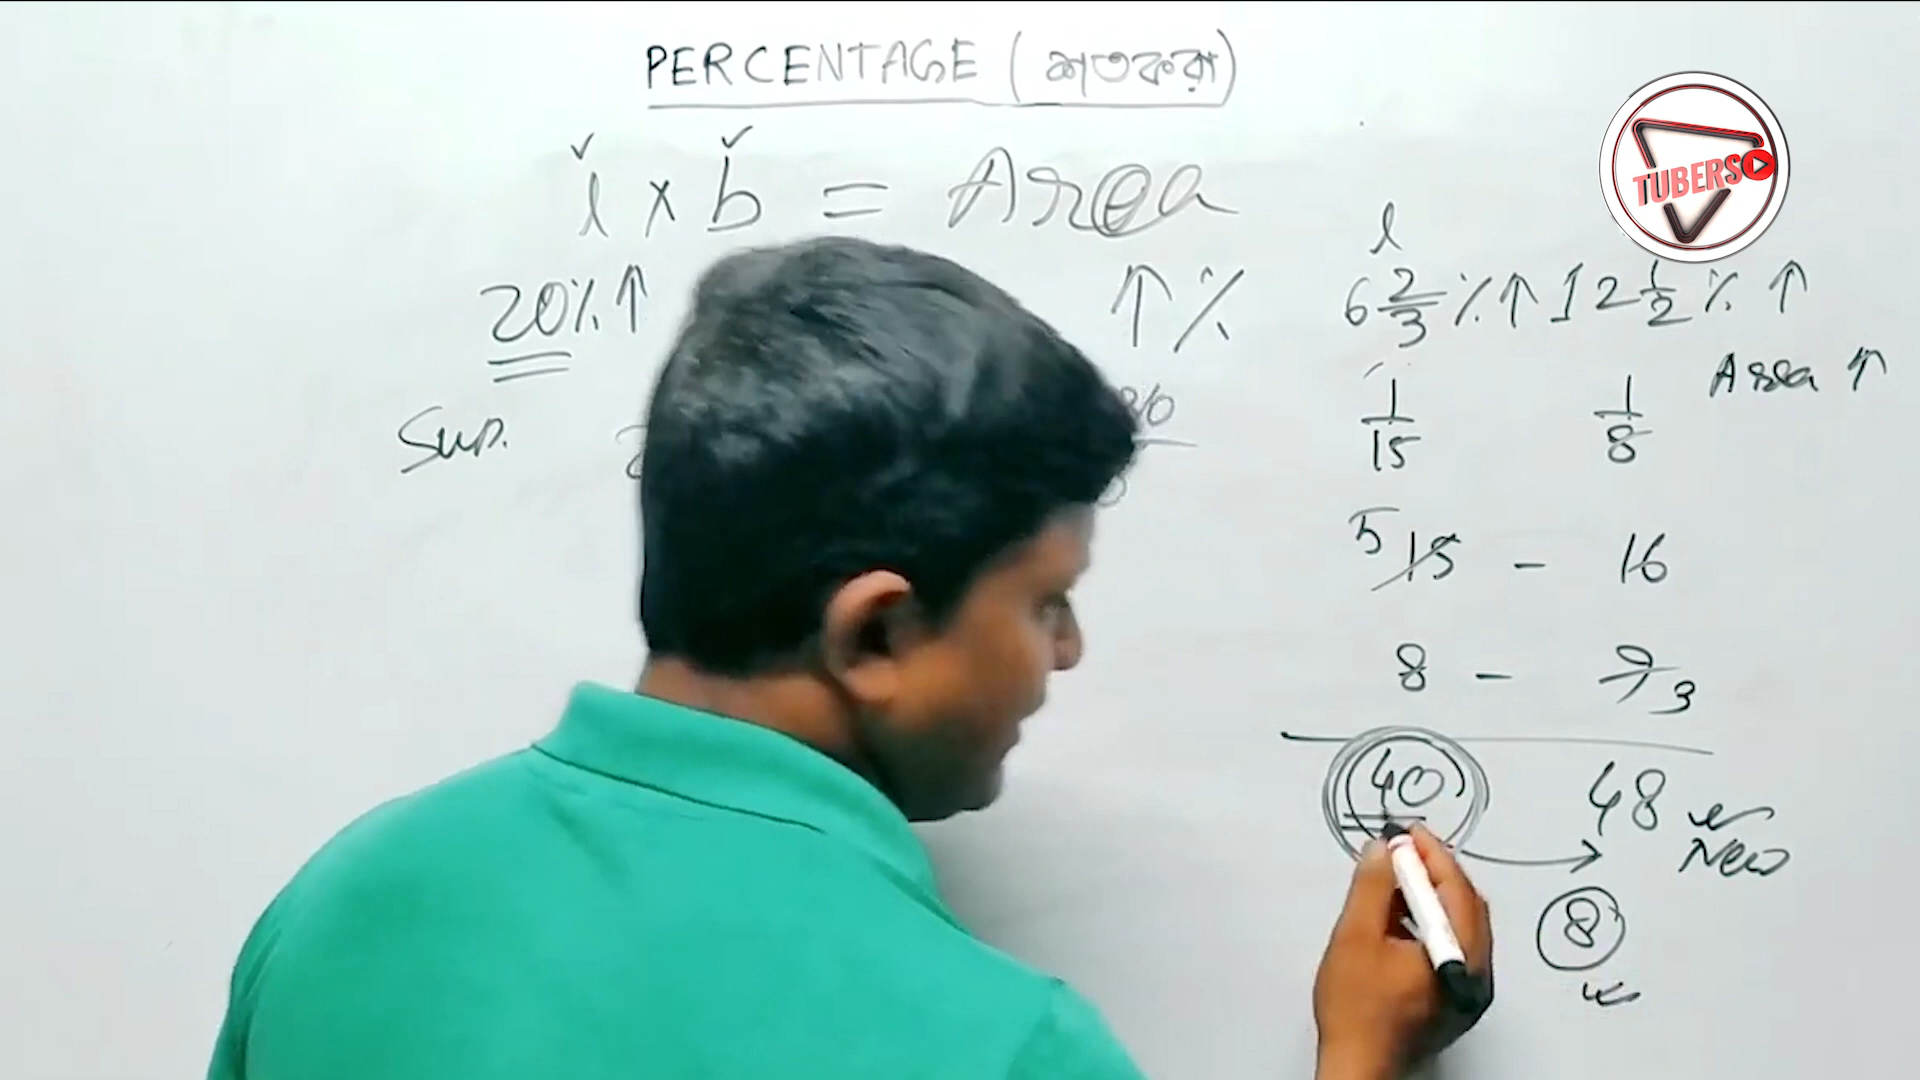 PERCENTAGE (শতকরা)
l × b = Area
20%↑ ↑%
Sup.
TUBERS
l
6 2/3 %↑ 12 1/2 % ↑
Area ↑
1/15 1/8
5 15 - 16
8 - 9 3
40 48
New
8